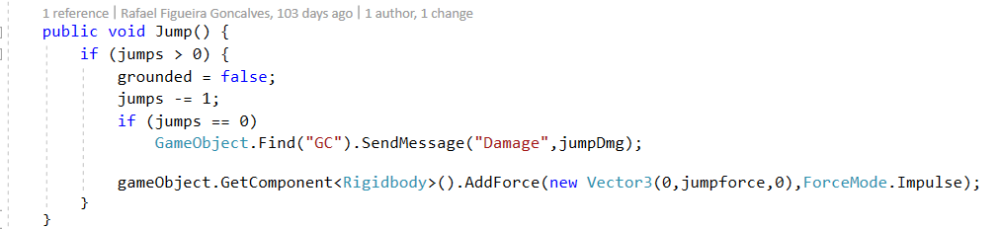 1 reference | Rafael Figueira Goncalves, 103 days ago | 1 author, 1 change
public void Jump() {
if (jumps > 0) {
grounded = false;
jumps -= 1;
if (jumps == 0)
GameObject.Find("GC").SendMessage("Damage",jumpDmg);
gameObject.GetComponent<Rigidbody>().AddForce(new Vector3(0,jumpforce,0),ForceMode.Impulse);
}
}